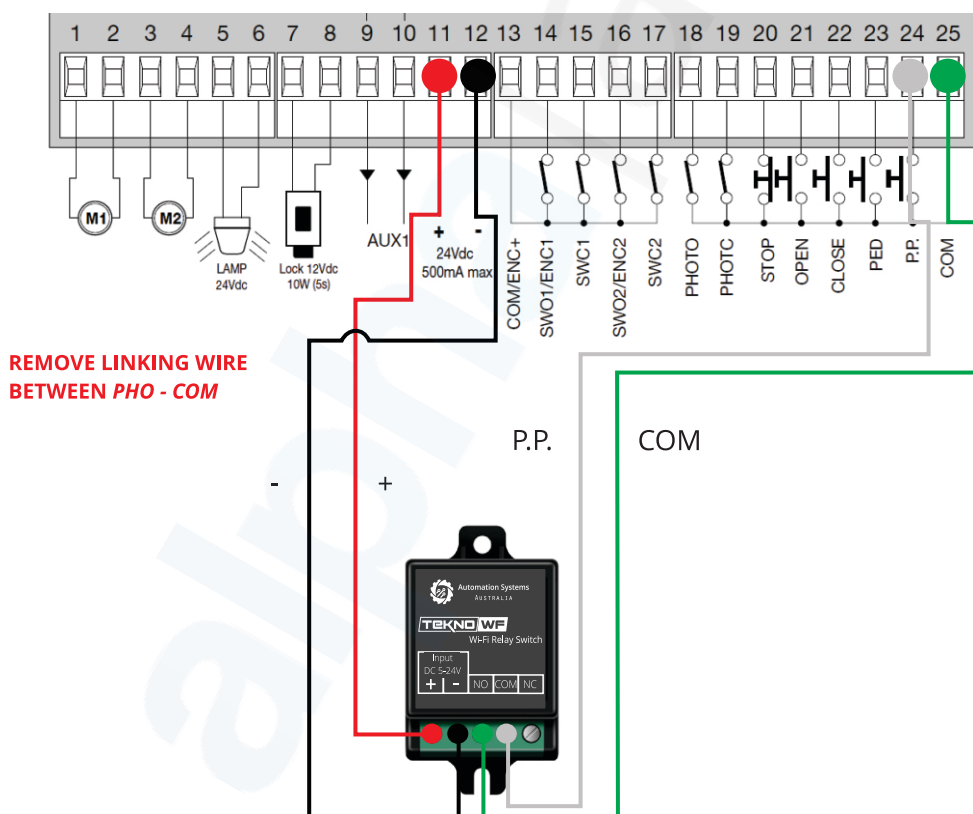 1 2 3 4 5 6 7 8 9 10 11 12 13 14 15 16 17 18 19 20 21 22 23 24 25
M1
M2
LAMP
24Vdc
Lock 12Vdc
10W (5s)
AUX1
+ -
24Vdc
500mA max
COM/ENC+
SWO1/ENC1
SWC1
SWO2/ENC2
SWC2
PHOTO
PHOTC
STOP
OPEN
CLOSE
PED
P.P.
COM
REMOVE LINKING WIRE
BETWEEN PHO - COM
P.P. COM
- +
Automation Systems
AUSTRALIA
TEKNO WF
Wi-Fi Relay Switch
Input
DC 5-24V
+ - NO COM NC
alpha